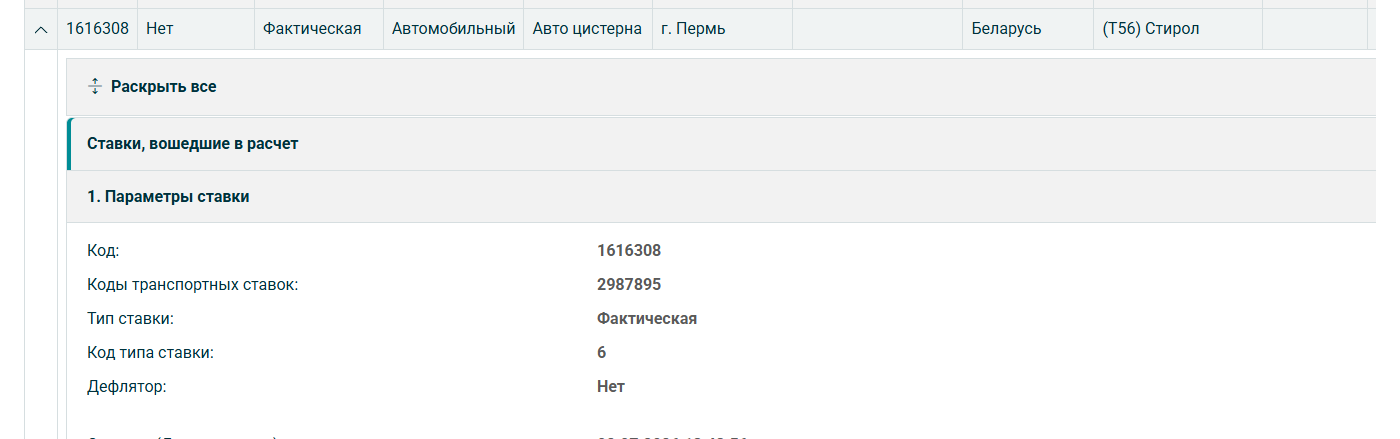 1616308 Нет Фактическая Автомобильный Авто цистерна г. Пермь Беларусь (Т56) Стирол
Раскрыть все
Ставки, вошедшие в расчет
1. Параметры ставки
Код: 1616308
Коды транспортных ставок: 2987895
Тип ставки: Фактическая
Код типа ставки: 6
Дефлятор: Нет